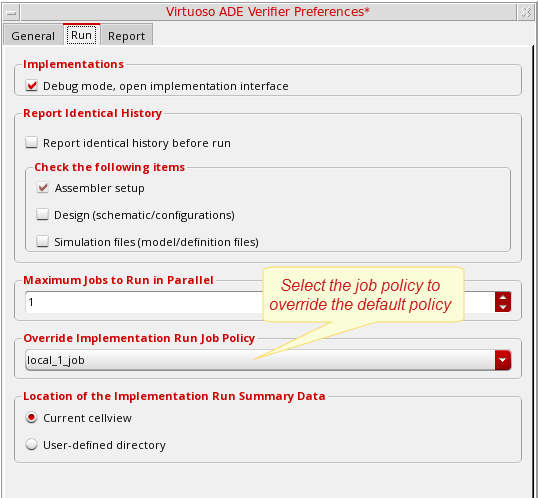 Virtuoso ADE Verifier Preferences*
General Run Report
Implementations
Debug mode, open implementation interface
Report Identical History
Report identical history before run
Check the following items
Assembler setup
Design (schematic/configurations)
Simulation files (model/definition files)
Maximum Jobs to Run in Parallel
1
Select the job policy to
override the default policy
Override Implementation Run Job Policy
local_1_job
Location of the Implementation Run Summary Data
Current cellview
User-defined directory